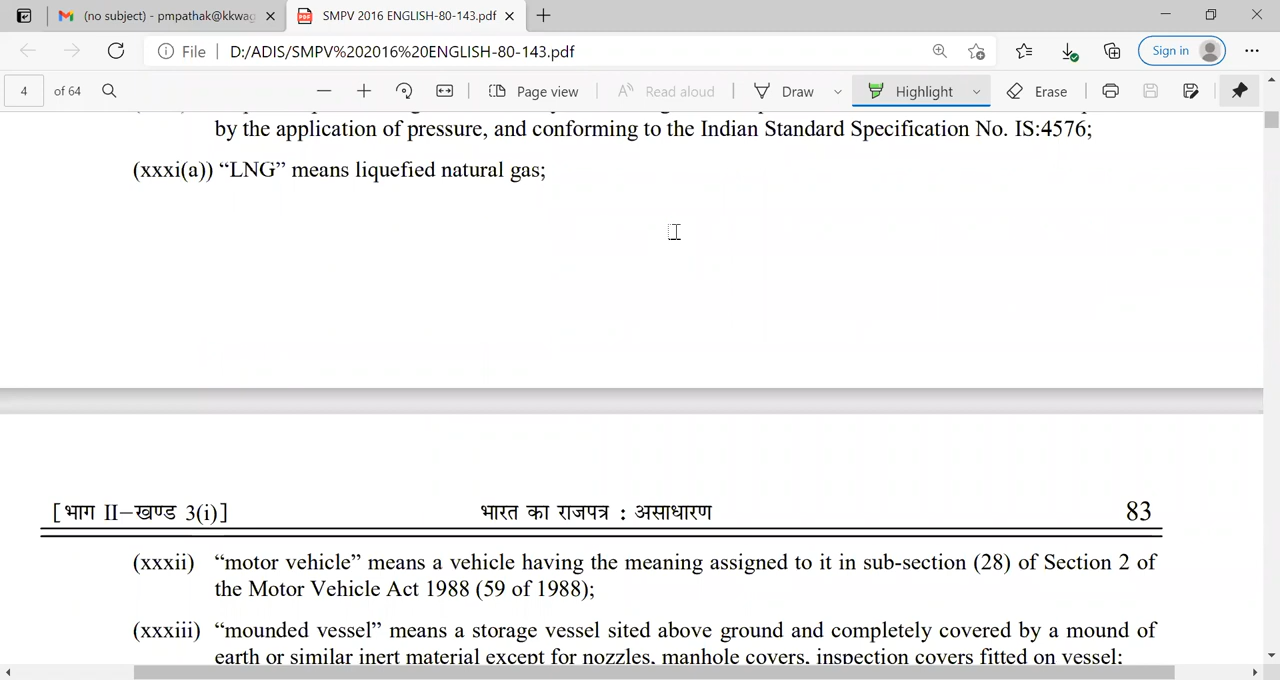 (no subject) - pmpathak@kkwag
SMPV 2016 ENGLISH-80-143.pdf
File D:/ADIS/SMPV%202016%20ENGLISH-80-143.pdf
Sign in
4 of 64
Page view
Read aloud
Draw
Highlight
Erase
by the application of pressure, and conforming to the Indian Standard Specification No. IS:4576;
(xxxi(a)) “LNG” means liquefied natural gas;
[भाग II—खण्ड 3(i)] भारत का राजपत्र : असाधारण 83
(xxxii) “motor vehicle” means a vehicle having the meaning assigned to it in sub-section (28) of Section 2 of
the Motor Vehicle Act 1988 (59 of 1988);
(xxxiii) “mounded vessel” means a storage vessel sited above ground and completely covered by a mound of
earth or similar inert material except for nozzles, manhole covers, inspection covers fitted on vessel;